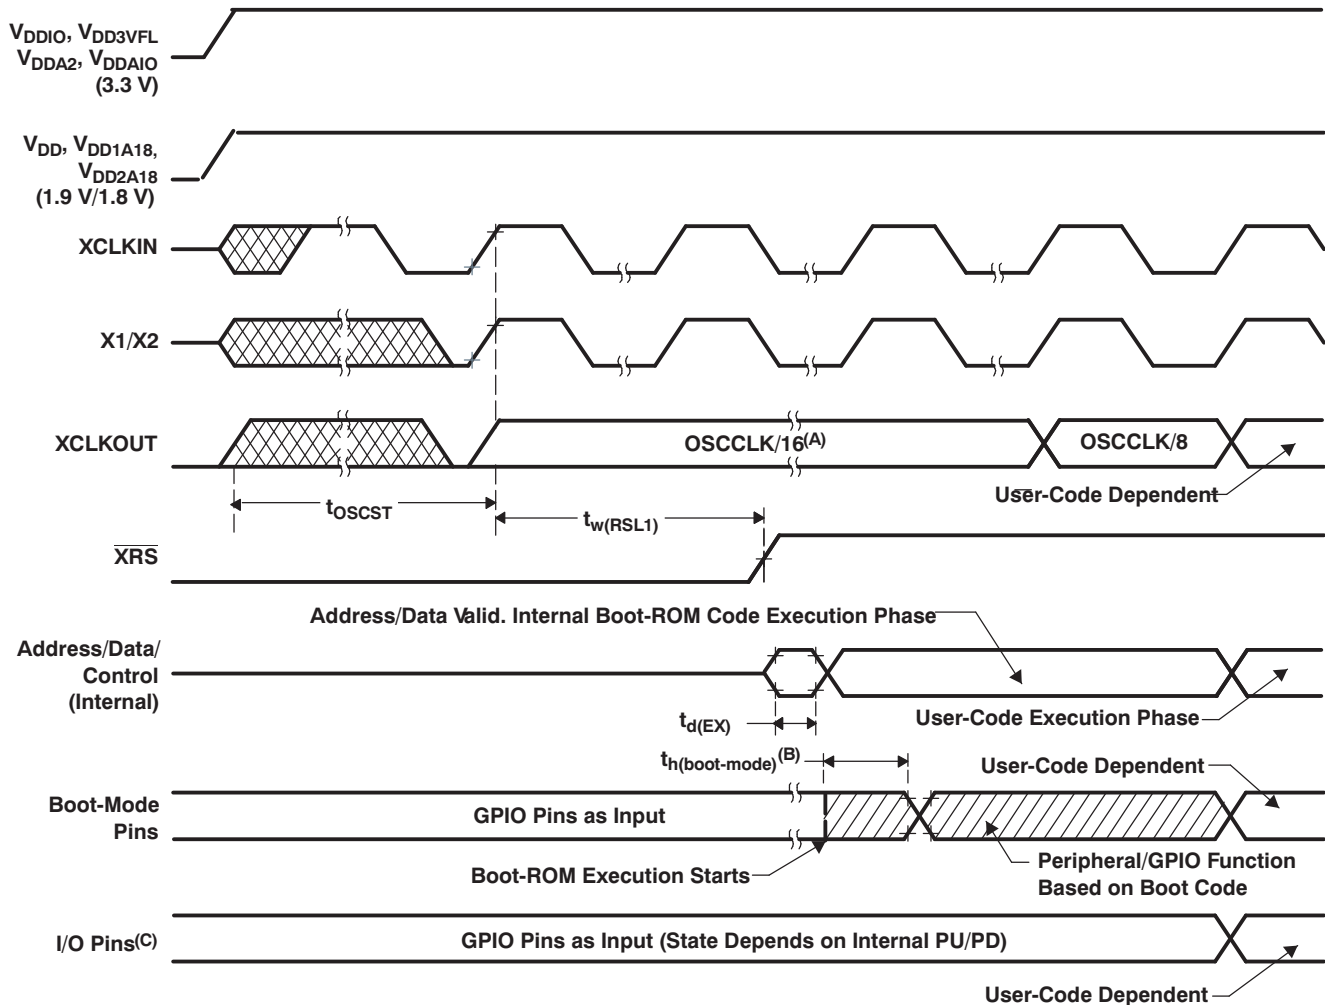 VDDIO, VDD3VFL
VDDA2, VDDAIO
(3.3 V)
VDD, VDD1A18,
VDD2A18
(1.9 V/1.8 V)
XCLKIN
X1/X2
XCLKOUT
OSCCLK/16(A)
OSCCLK/8
User-Code Dependent
tOSCST
tw(RSL1)
XRS
Address/Data Valid. Internal Boot-ROM Code Execution Phase
Address/Data/
Control
(Internal)
td(EX)
User-Code Execution Phase
th(boot-mode)(B)
User-Code Dependent
Boot-Mode
Pins
GPIO Pins as Input
Boot-ROM Execution Starts
Peripheral/GPIO Function
Based on Boot Code
I/O Pins(C)
GPIO Pins as Input (State Depends on Internal PU/PD)
User-Code Dependent